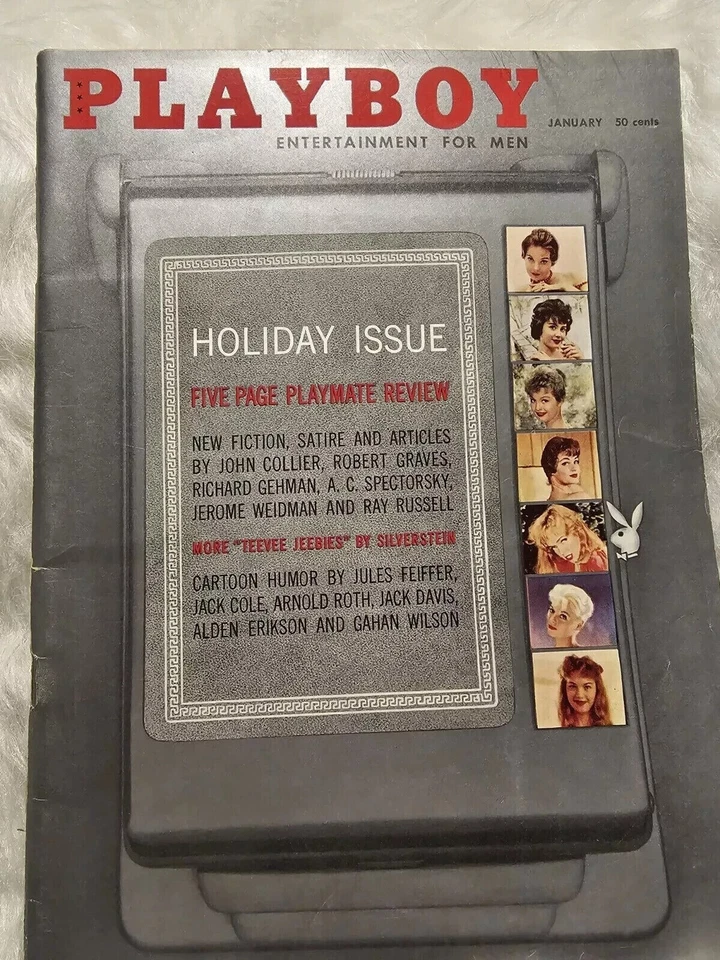 PLAYBOY
ENTERTAINMENT FOR MEN
JANUARY 50 cents
HOLIDAY ISSUE
FIVE PAGE PLAYMATE REVIEW
NEW FICTION, SATIRE AND ARTICLES
BY JOHN COLLIER, ROBERT GRAVES,
RICHARD GEHMAN, A. C. SPECTORSKY,
JEROME WEIDMAN AND RAY RUSSELL
MORE "TEEVEE JEEBIES" BY SILVERSTEIN
CARTOON HUMOR BY JULES FEIFFER,
JACK COLE, ARNOLD ROTH, JACK DAVIS,
ALDEN ERIKSON AND GAHAN WILSON